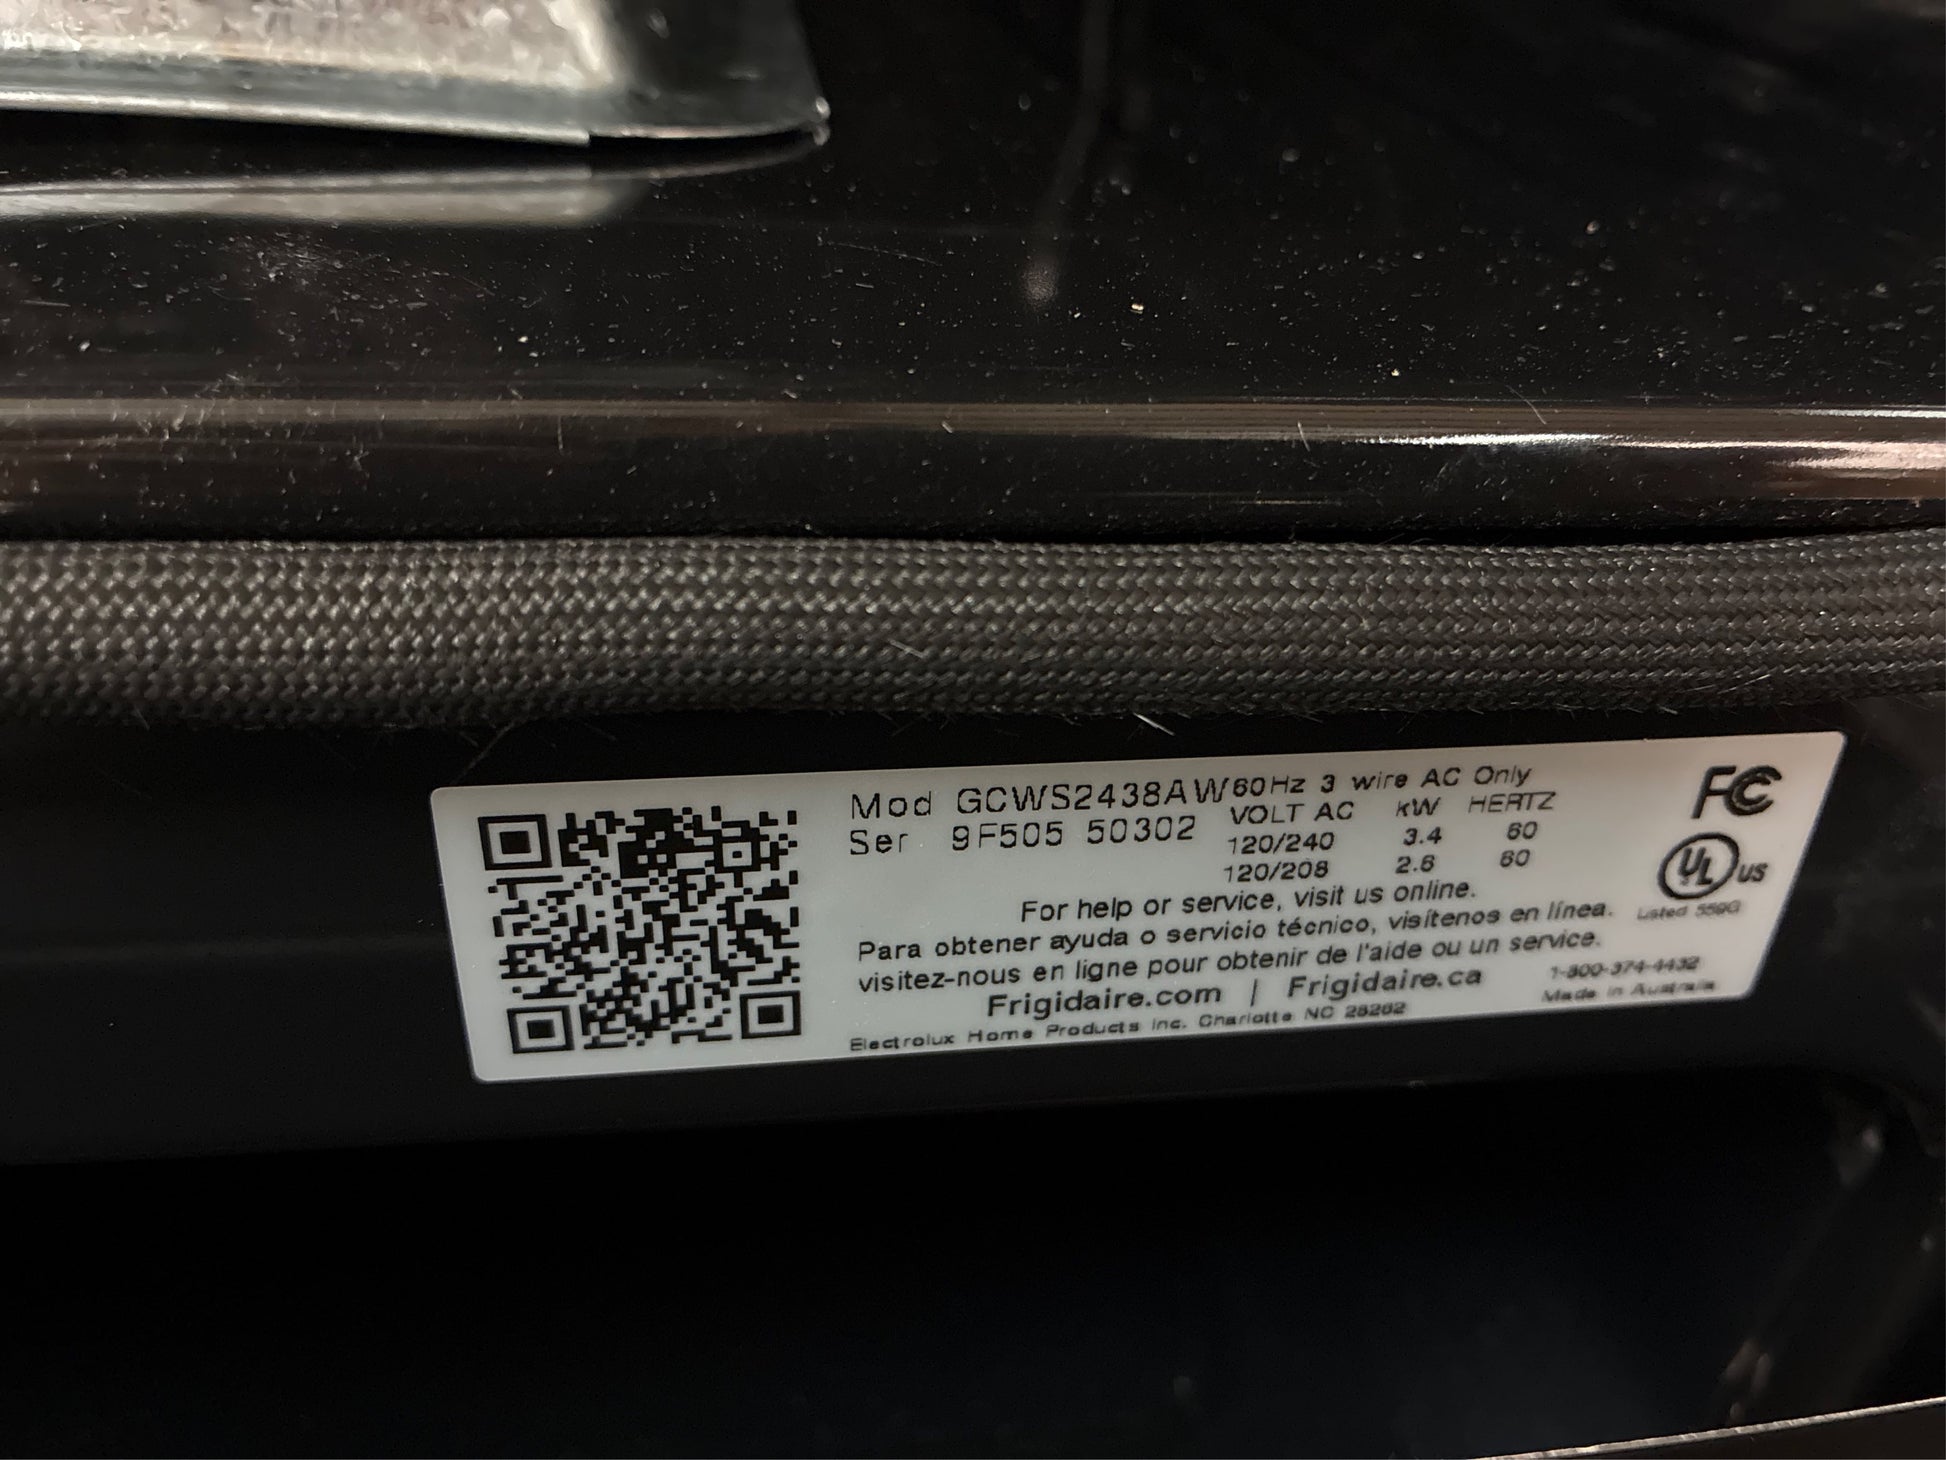 Mod GCWS2438AW 60Hz 3 wire AC Only
Ser 9F505 50302
VOLT AC kW HERTZ
120/240 3.4 60
120/208 2.6 60
FC
UL US
Listed 559G
For help or service, visit us online.
Para obtener ayuda o servicio técnico, visítenos en línea.
visitez-nous en ligne pour obtenir de l'aide ou un service.
Frigidaire.com | Frigidaire.ca
1-800-374-4432
Electrolux Home Products Inc. Charlotte NC 28262
Made in Australia